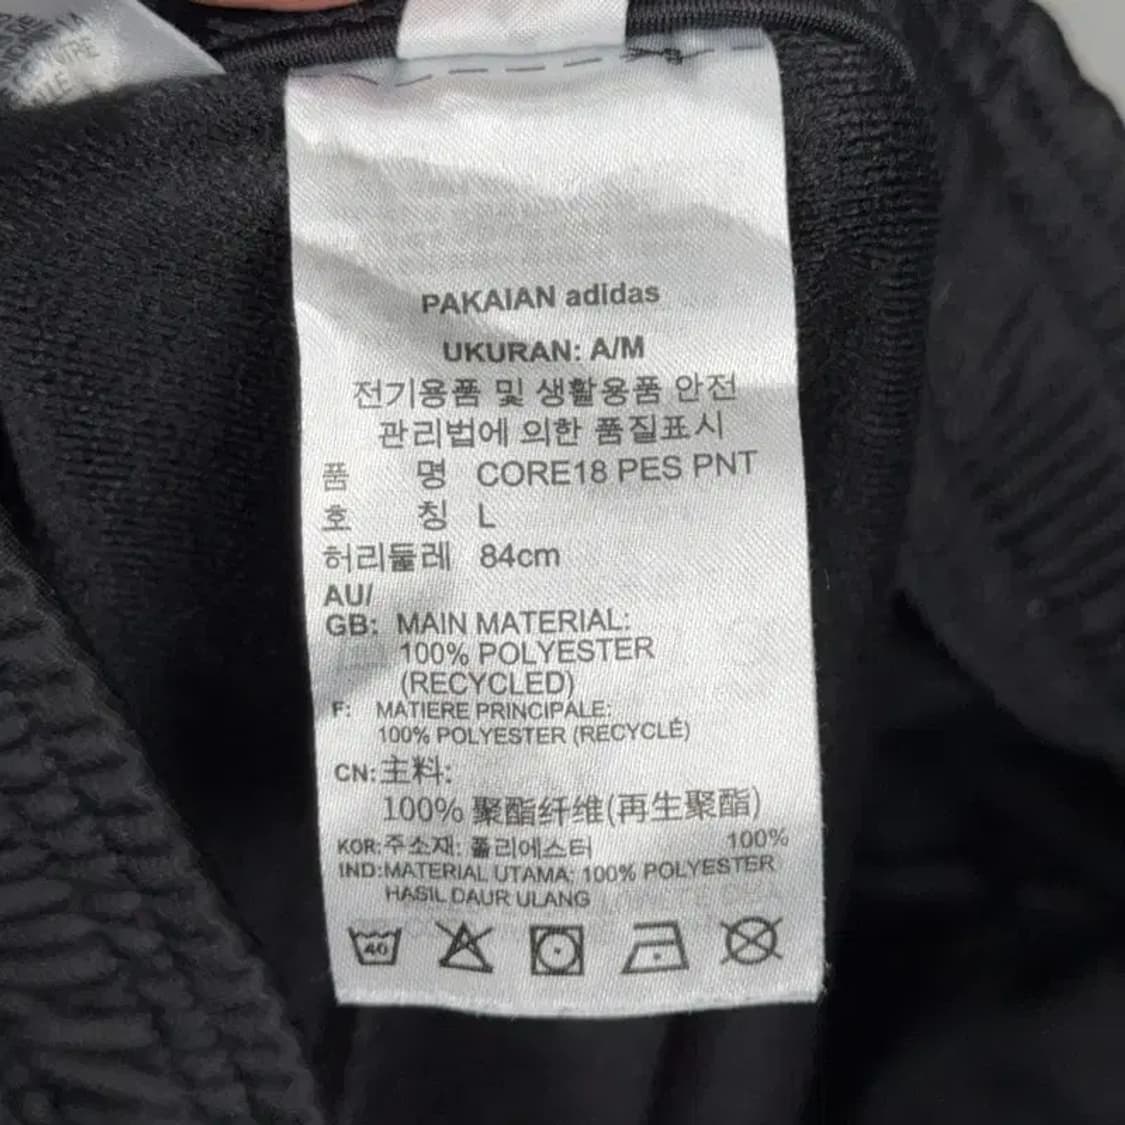 PAKAIAN adidas
UKURAN: A/M
전기용품 및 생활용품 안전
관리법에 의한 품질표시
품 명 CORE18 PES PNT
호 칭 L
허리둘레 84cm
AU/
GB: MAIN MATERIAL:
100% POLYESTER
(RECYCLED)
F: MATIERE PRINCIPALE:
100% POLYESTER (RECYCLÉ)
CN:主料:
100% 聚酯纤维(再生聚酯)
KOR:주소재: 폴리에스터 100%
IND:MATERIAL UTAMA: 100% POLYESTER
HASIL DAUR ULANG
40